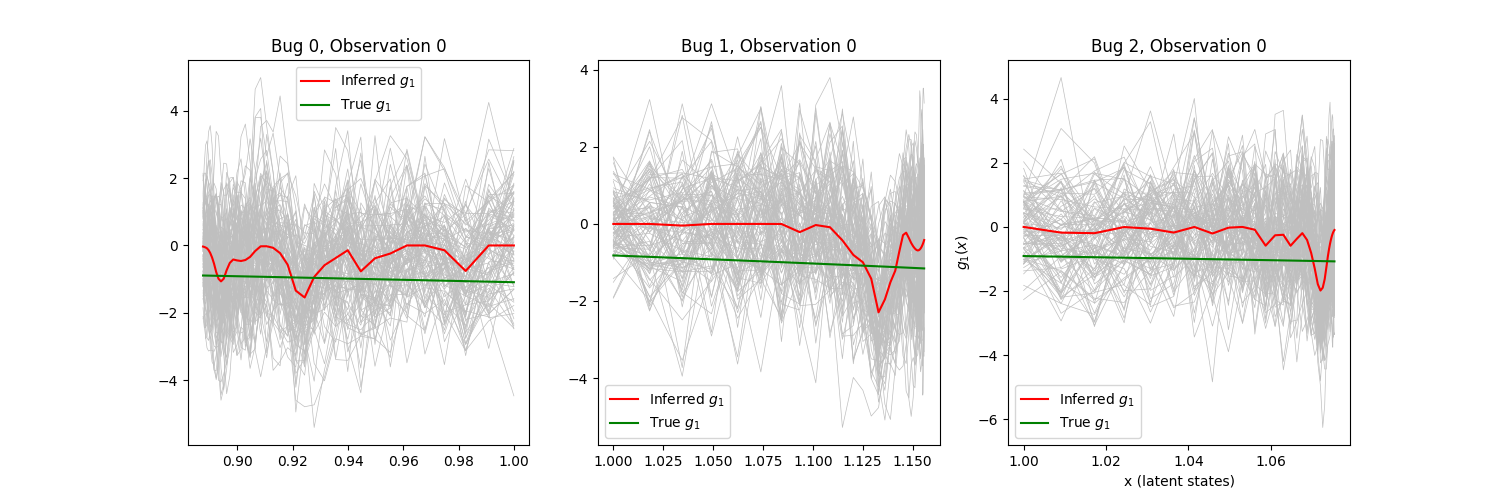 Bug 0, Observation 0
Inferred g₁
True g₁
4
2
0
−2
−4
0.90 0.92 0.94 0.96 0.98 1.00
Bug 1, Observation 0
4
2
0
−2
−4
Inferred g₁
True g₁
1.000 1.025 1.050 1.075 1.100 1.125 1.150
Bug 2, Observation 0
g₁(x)
4
2
0
−2
−4
−6
Inferred g₁
True g₁
1.00 1.02 1.04 1.06
x (latent states)